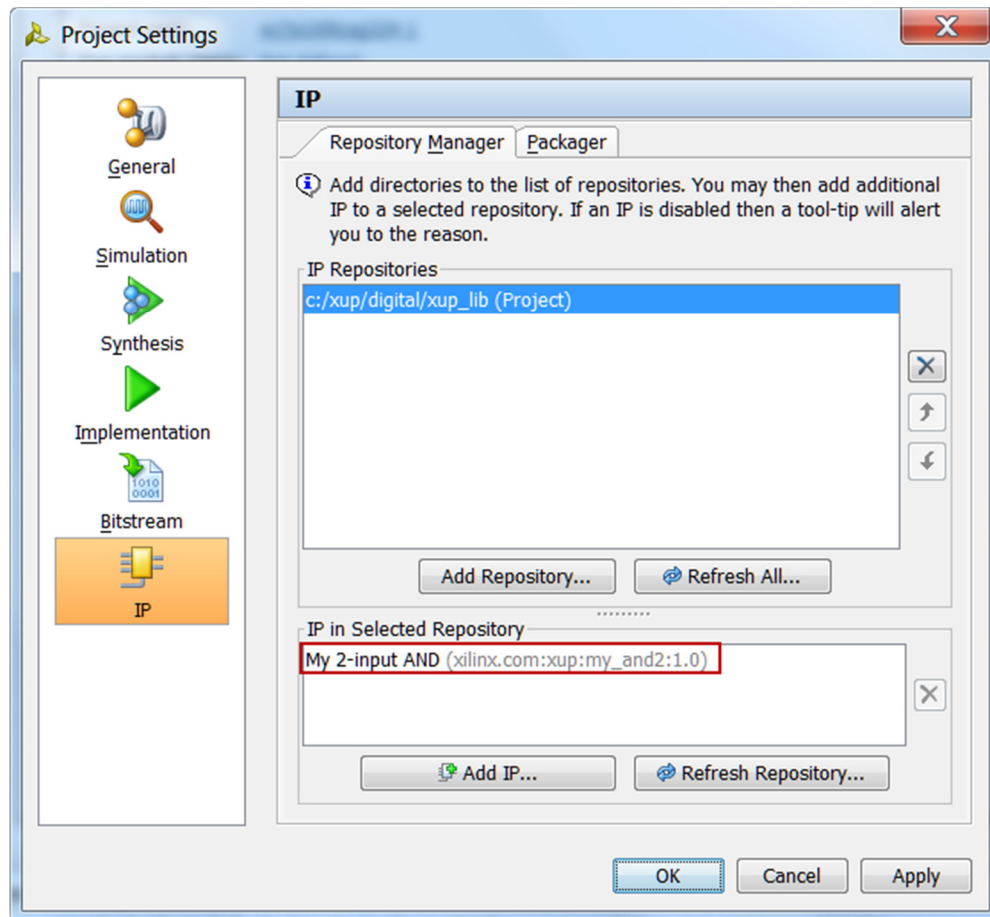 Project Settings
General
Simulation
Synthesis
Implementation
1010
0001
Bitstream
IP
IP
Repository Manager
Packager
Add directories to the list of repositories. You may then add additional
IP to a selected repository. If an IP is disabled then a tool-tip will alert
you to the reason.
IP Repositories
c:/xup/digital/xup_lib (Project)
Add Repository...
Refresh All...
IP in Selected Repository
My 2-input AND (xilinx.com:xup:my_and2:1.0)
Add IP...
Refresh Repository...
OK
Cancel
Apply